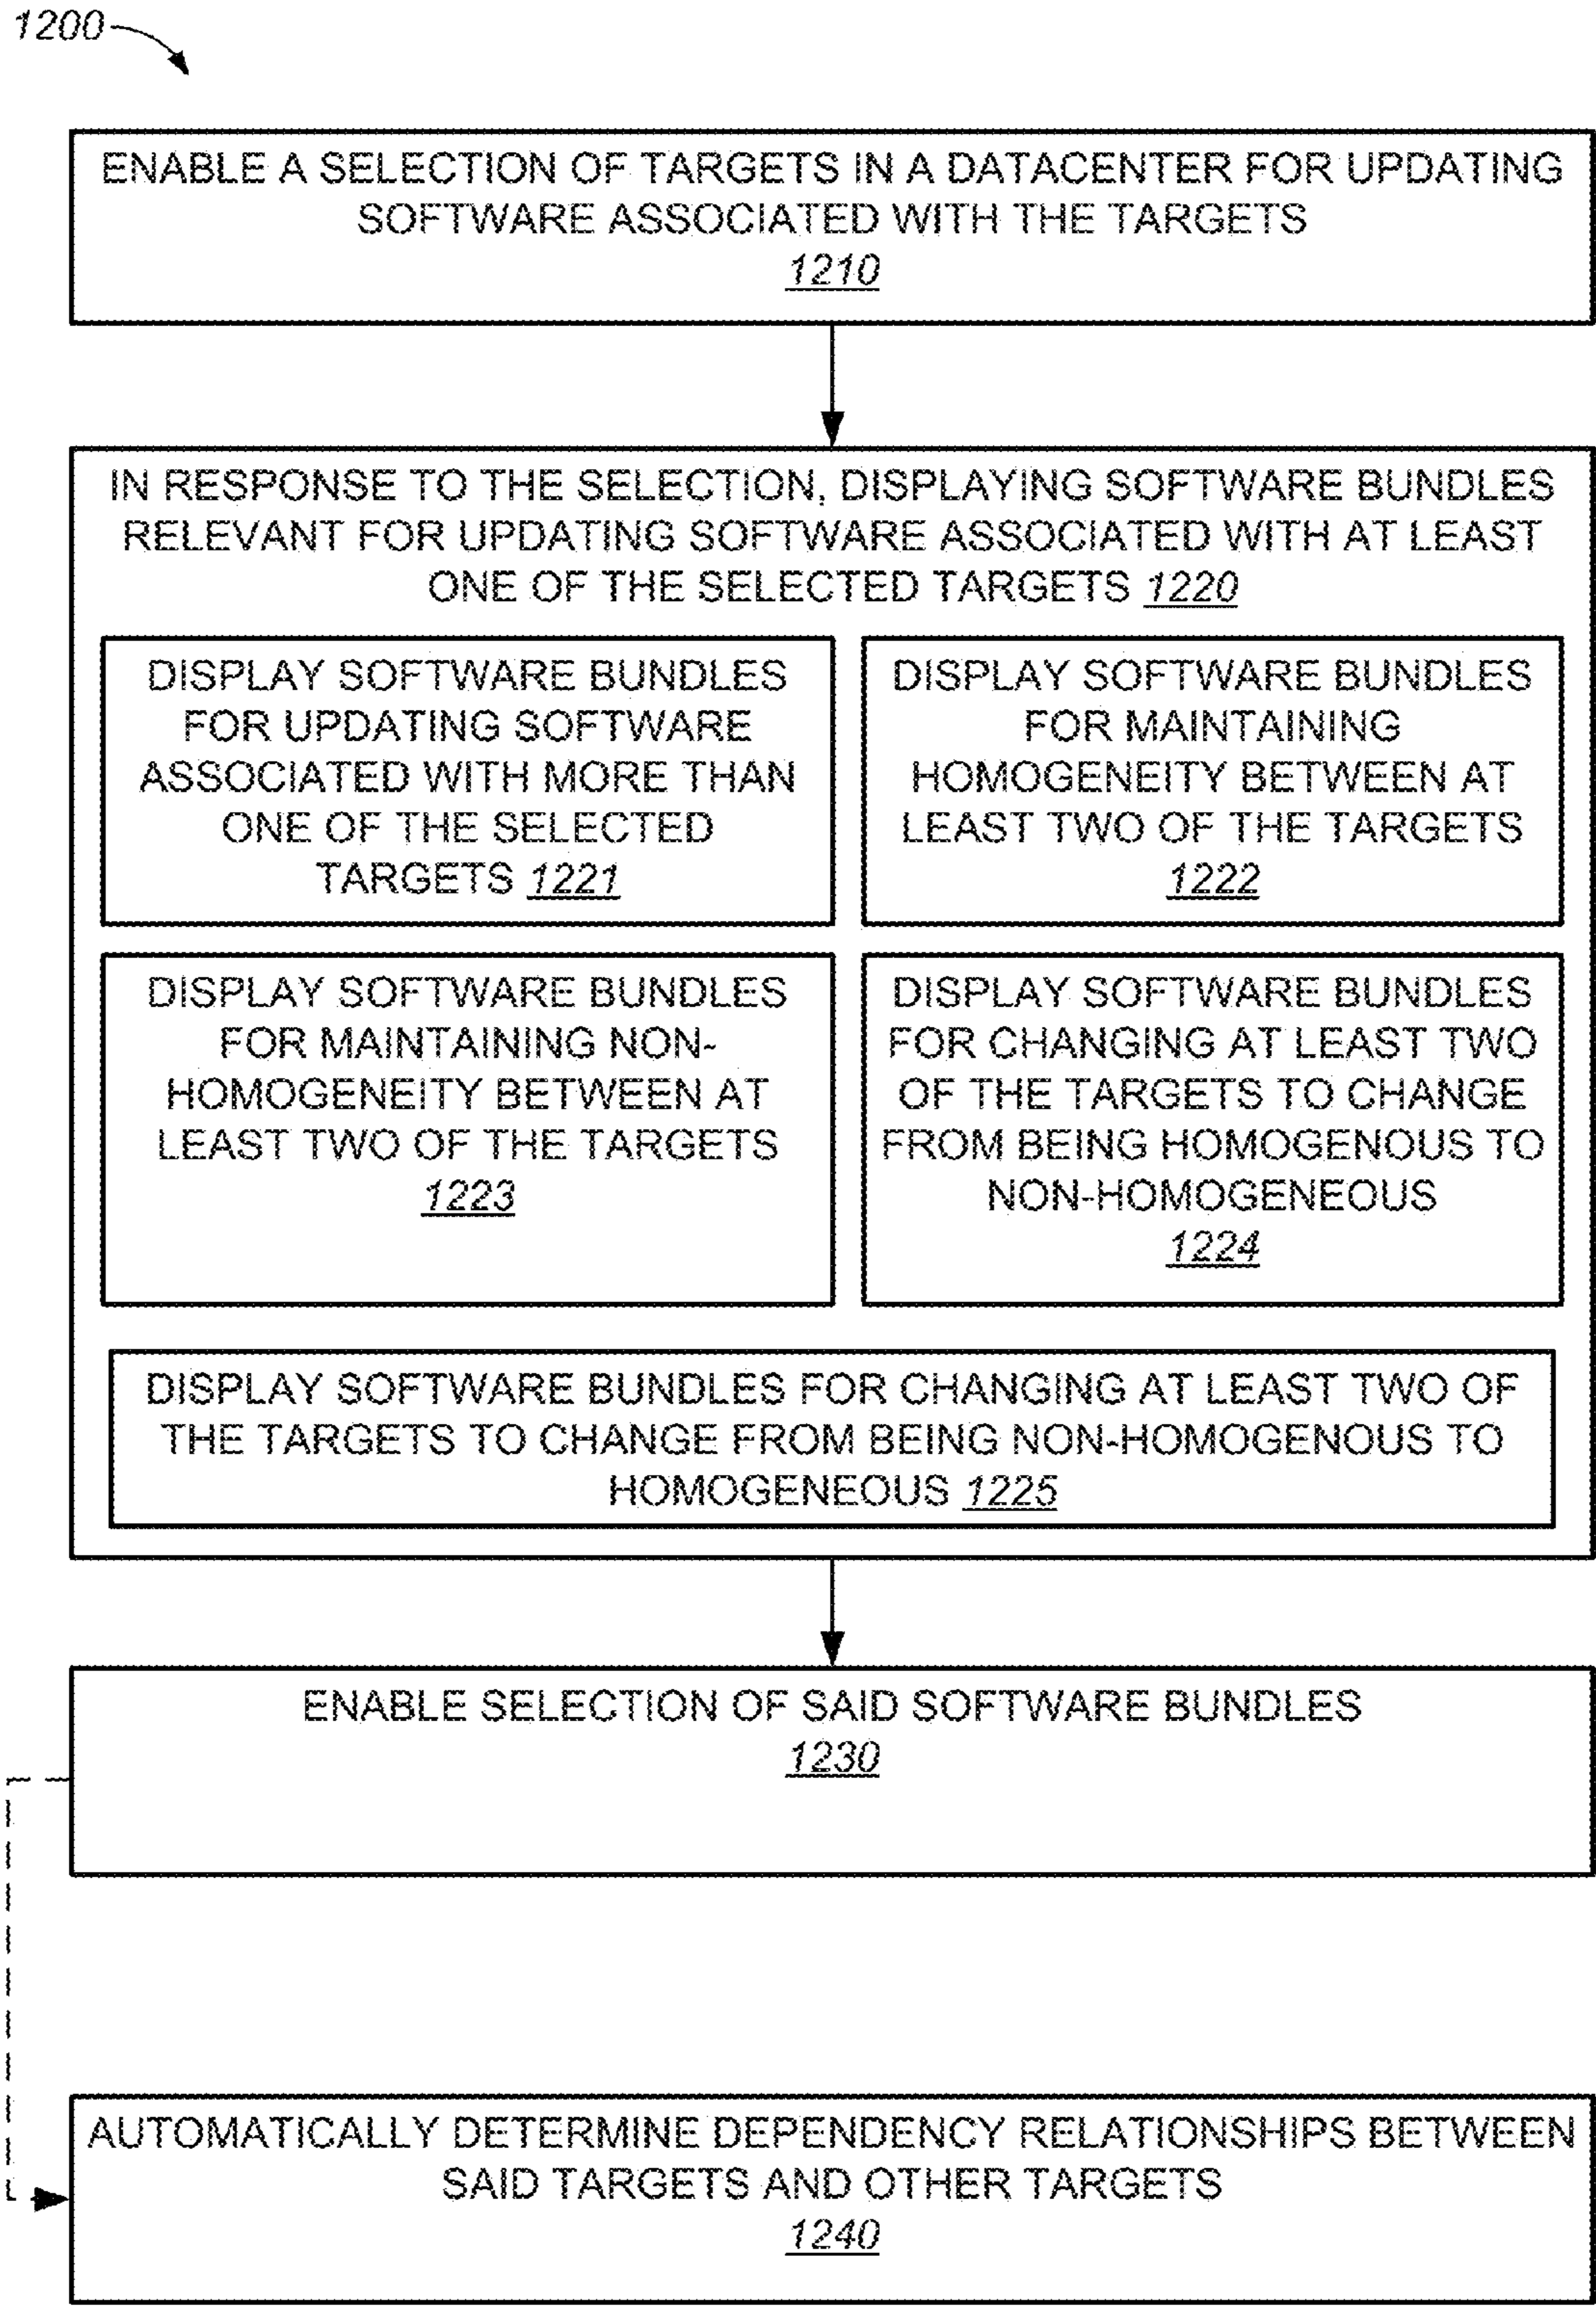 1200
ENABLE A SELECTION OF TARGETS IN A DATACENTER FOR UPDATING
SOFTWARE ASSOCIATED WITH THE TARGETS
1210
IN RESPONSE TO THE SELECTION, DISPLAYING SOFTWARE BUNDLES
RELEVANT FOR UPDATING SOFTWARE ASSOCIATED WITH AT LEAST
ONE OF THE SELECTED TARGETS 1220
DISPLAY SOFTWARE BUNDLES
FOR UPDATING SOFTWARE
ASSOCIATED WITH MORE THAN
ONE OF THE SELECTED
TARGETS 1221
DISPLAY SOFTWARE BUNDLES
FOR MAINTAINING
HOMOGENEITY BETWEEN AT
LEAST TWO OF THE TARGETS
1222
DISPLAY SOFTWARE BUNDLES
FOR MAINTAINING NON-
HOMOGENEITY BETWEEN AT
LEAST TWO OF THE TARGETS
1223
DISPLAY SOFTWARE BUNDLES
FOR CHANGING AT LEAST TWO
OF THE TARGETS TO CHANGE
FROM BEING HOMOGENOUS TO
NON-HOMOGENEOUS
1224
DISPLAY SOFTWARE BUNDLES FOR CHANGING AT LEAST TWO OF
THE TARGETS TO CHANGE FROM BEING NON-HOMOGENOUS TO
HOMOGENEOUS 1225
ENABLE SELECTION OF SAID SOFTWARE BUNDLES
1230
AUTOMATICALLY DETERMINE DEPENDENCY RELATIONSHIPS BETWEEN
SAID TARGETS AND OTHER TARGETS
1240